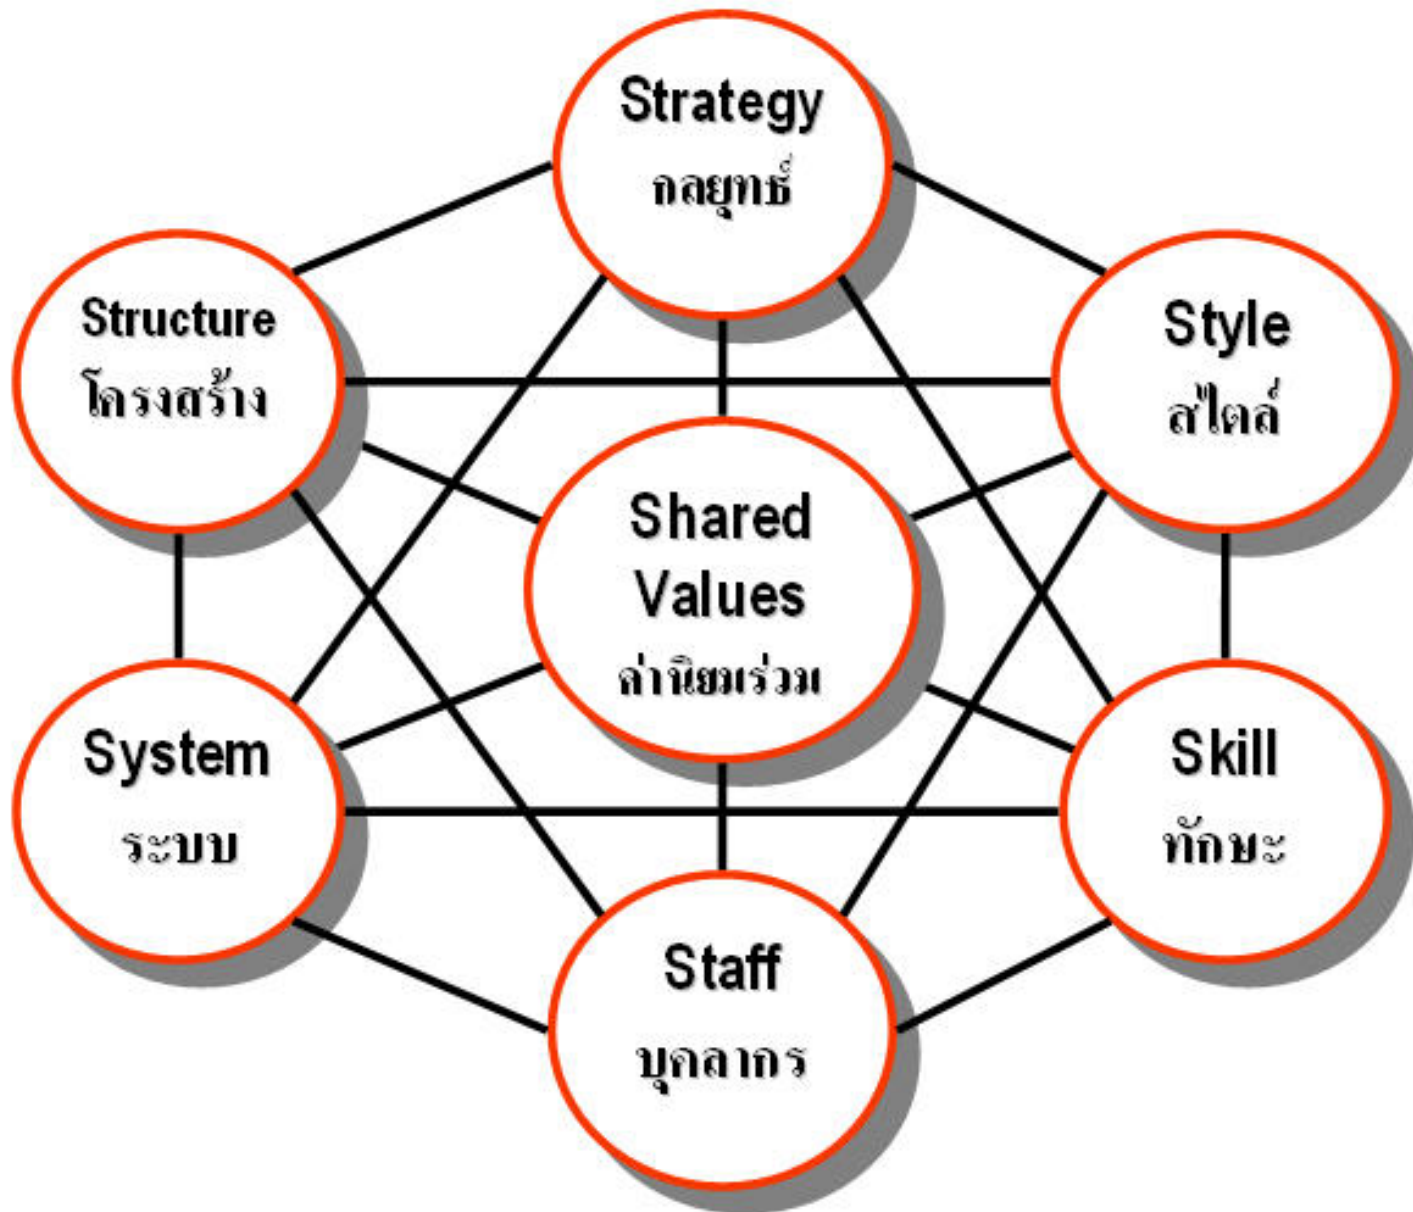 Strategy
กลยุทธ์
Structure
โครงสร้าง
Style
สไตล์
Shared
Values
ค่านิยมร่วม
System
ระบบ
Skill
ทักษะ
Staff
บุคลากร